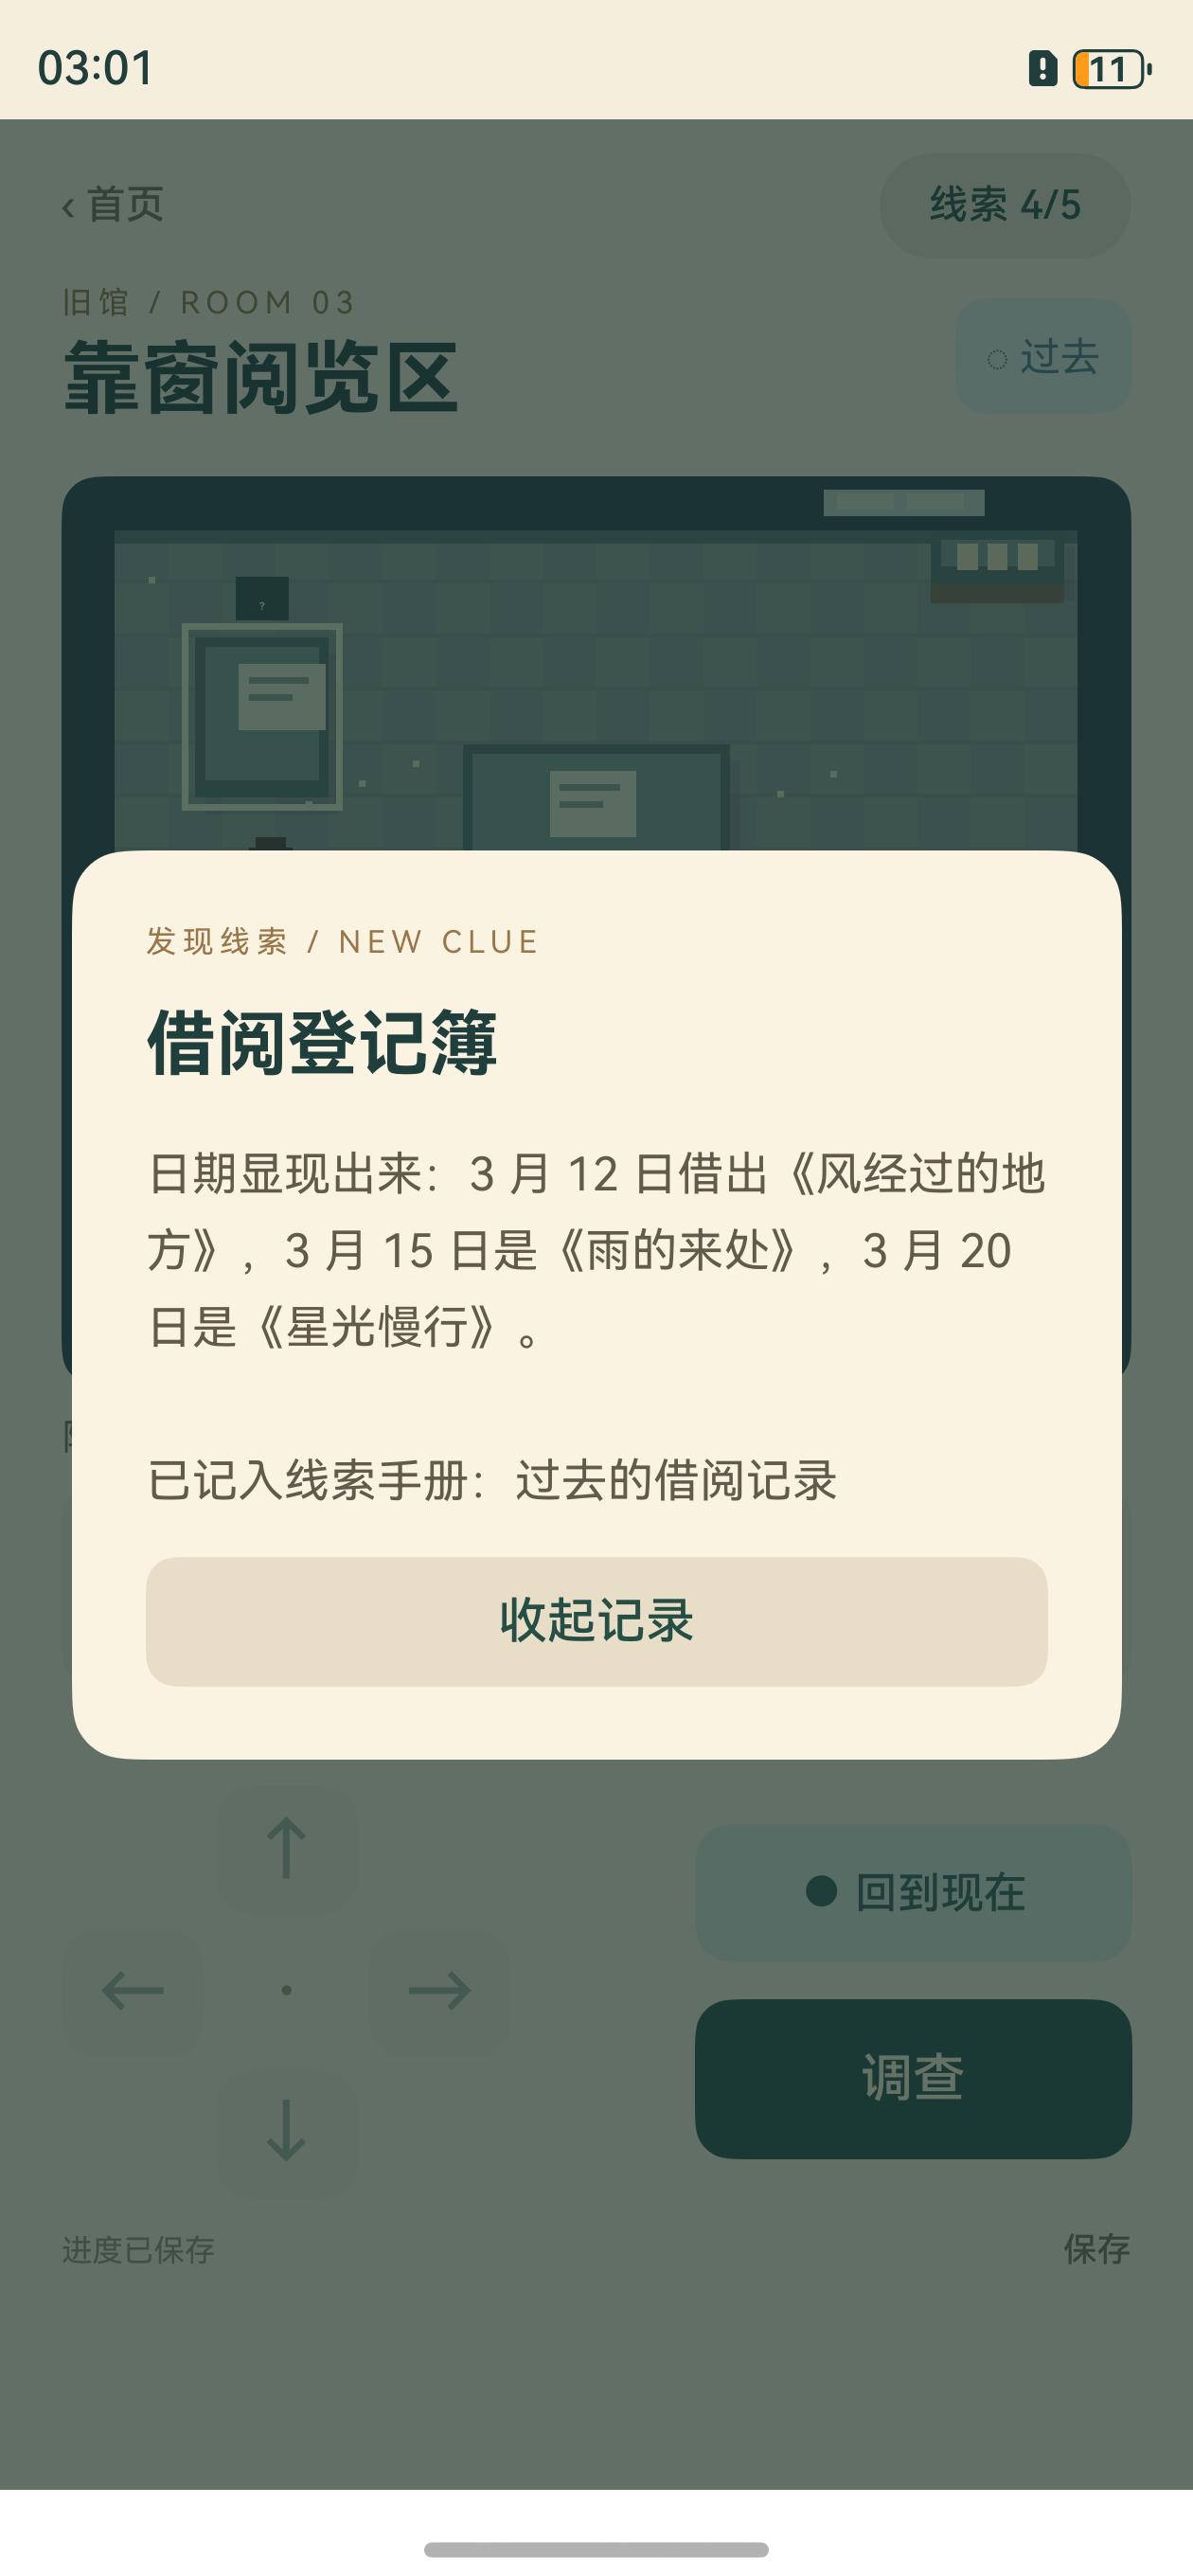 03:01
11
‹ 首页
线索 4/5
旧馆 / ROOM 03
靠窗阅览区
过去
?
发现线索 / NEW CLUE
借阅登记簿
日期显现出来：3 月 12 日借出《风经过的地
方》，3 月 15 日是《雨的来处》，3 月 20
日是《星光慢行》。
已记入线索手册：过去的借阅记录
收起记录
↑
← · →
↓
回到现在
调查
进度已保存
保存